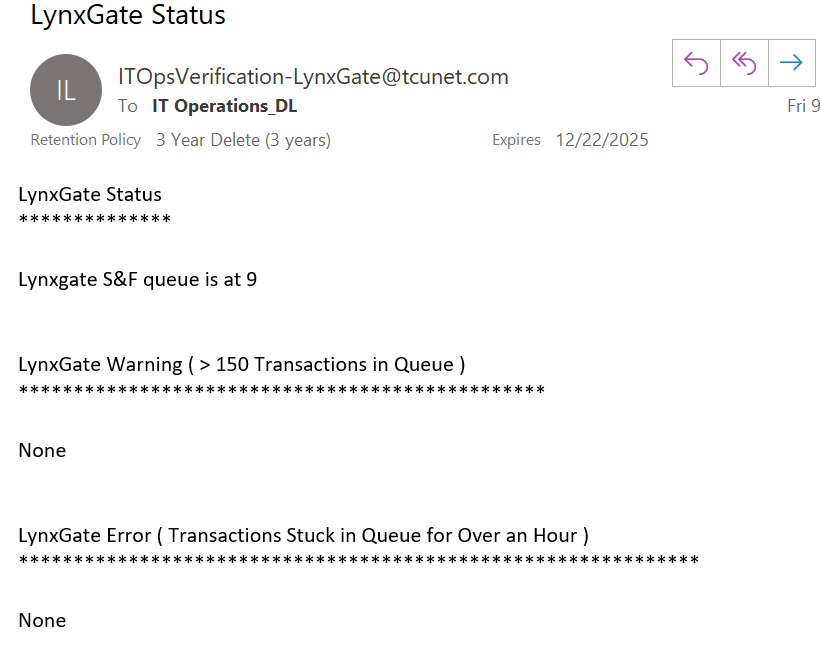 LynxGate Status
IL
ITOpsVerification-LynxGate@tcunet.com
To IT Operations_DL
Fri 9
Retention Policy 3 Year Delete (3 years) Expires 12/22/2025
LynxGate Status
**************
Lynxgate S&F queue is at 9
LynxGate Warning ( > 150 Transactions in Queue )
************************************************
None
LynxGate Error ( Transactions Stuck in Queue for Over an Hour )
**************************************************************
None